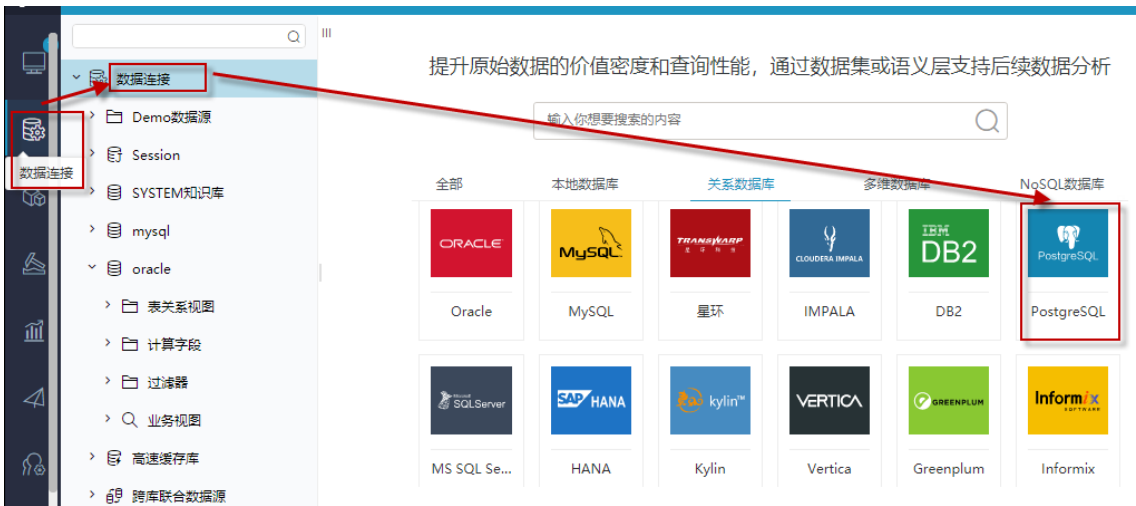 数据连接
数据连接
Demo数据源
Session
SYSTEM知识库
mysql
oracle
表关系视图
计算字段
过滤器
业务视图
高速缓存库
跨库联合数据源
提升原始数据的价值密度和查询性能，通过数据集或语义层支持后续数据分析
输入你想要搜索的内容
全部 本地数据库 关系数据库 多维数据库 NoSQL数据库
ORACLE MySQL TRANSWARP 星环科技 CLOUDERA IMPALA IBM DB2 PostgreSQL
Oracle MySQL 星环 IMPALA DB2 PostgreSQL
Microsoft SQLServer SAP HANA kylin™ VERTICA GREENPLUM Informix SOFTWARE
MS SQL Se... HANA Kylin Vertica Greenplum Informix